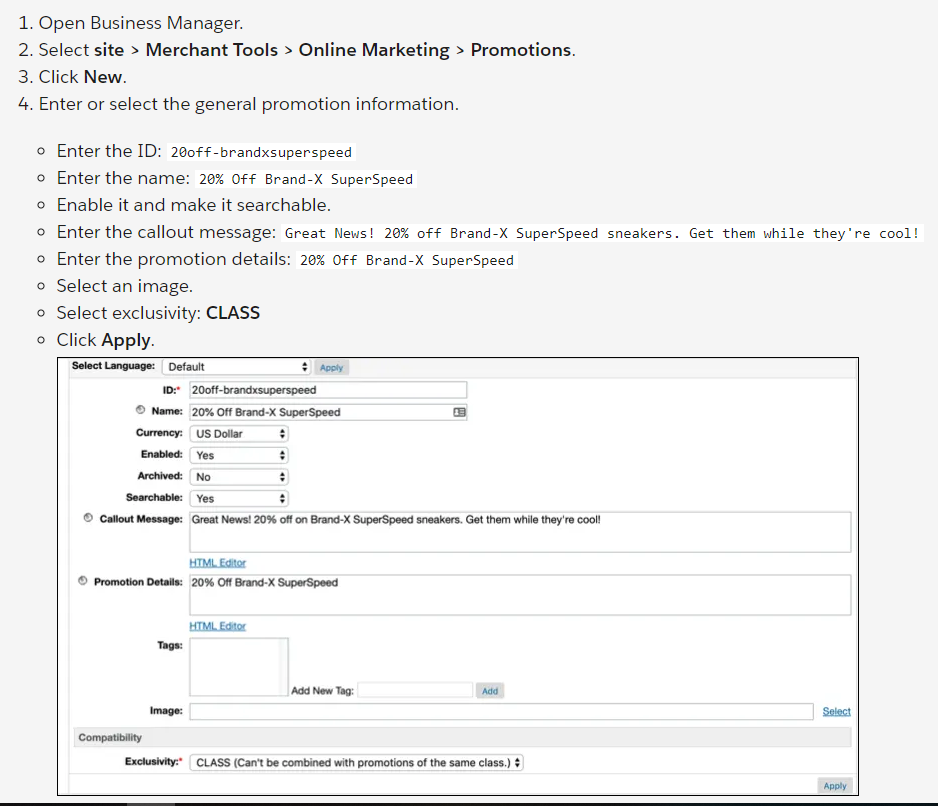 1. Open Business Manager.
2. Select site > Merchant Tools > Online Marketing > Promotions.
3. Click New.
4. Enter or select the general promotion information.
Enter the ID: 20off-brandxsuperspeed
Enter the name: 20% Off Brand-X SuperSpeed
Enable it and make it searchable.
Enter the callout message: Great News! 20% off Brand-X SuperSpeed sneakers. Get them while they're cool!
Enter the promotion details: 20% Off Brand-X SuperSpeed
Select an image.
Select exclusivity: CLASS
Click Apply.
Select Language: Default Apply
ID:* 20off-brandxsuperspeed
Name: 20% Off Brand-X SuperSpeed
Currency: US Dollar
Enabled: Yes
Archived: No
Searchable: Yes
Callout Message: Great News! 20% off on Brand-X SuperSpeed sneakers. Get them while they're cool!
HTML Editor
Promotion Details: 20% Off Brand-X SuperSpeed
HTML Editor
Tags:
Add New Tag: Add
Image: Select
Compatibility
Exclusivity:* CLASS (Can't be combined with promotions of the same class.)
Apply